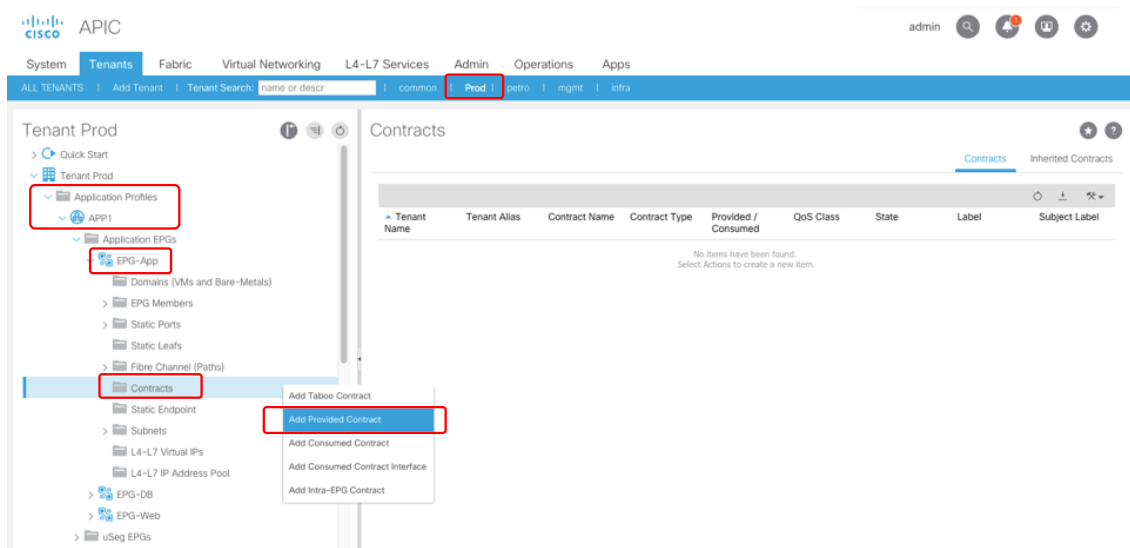 cisco APIC
admin
1
System Tenants Fabric Virtual Networking L4-L7 Services Admin Operations Apps
ALL TENANTS | Add Tenant | Tenant Search: name or descr | common | Prod | petro | mgmt | infra
Tenant Prod
Quick Start
Tenant Prod
Application Profiles
APP1
Application EPGs
EPG-App
Domains (VMs and Bare-Metals)
EPG Members
Static Ports
Static Leafs
Fibre Channel (Paths)
Contracts
Static Endpoint
Subnets
L4-L7 Virtual IPs
L4-L7 IP Address Pool
EPG-DB
EPG-Web
uSeg EPGs
Add Taboo Contract
Add Provided Contract
Add Consumed Contract
Add Consumed Contract Interface
Add Intra-EPG Contract
Contracts
Contracts Inherited Contracts
Tenant Name Tenant Alias Contract Name Contract Type Provided / Consumed QoS Class State Label Subject Label
No items have been found.
Select Actions to create a new item.